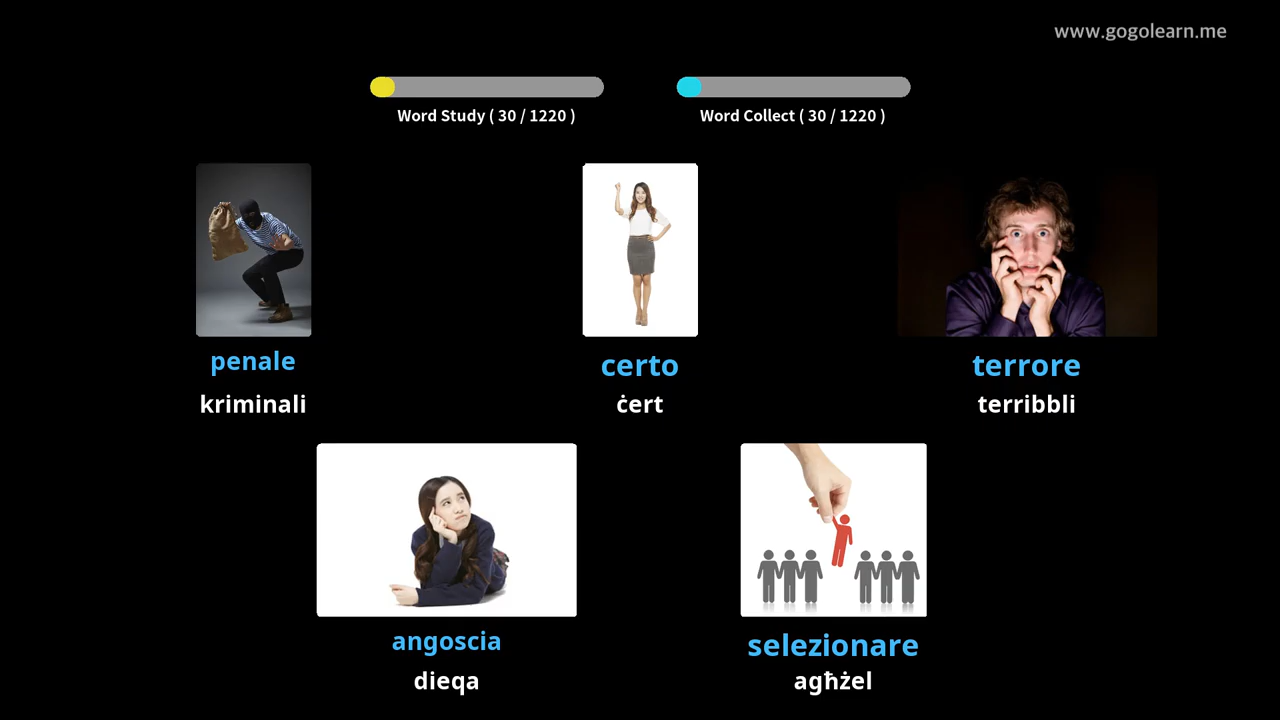 www.gogolearn.me
Word Study ( 30 / 1220 )
Word Collect ( 30 / 1220 )
penale
kriminali
certo
ċert
terrore
terribbli
angoscia
dieqa
selezionare
agħżel